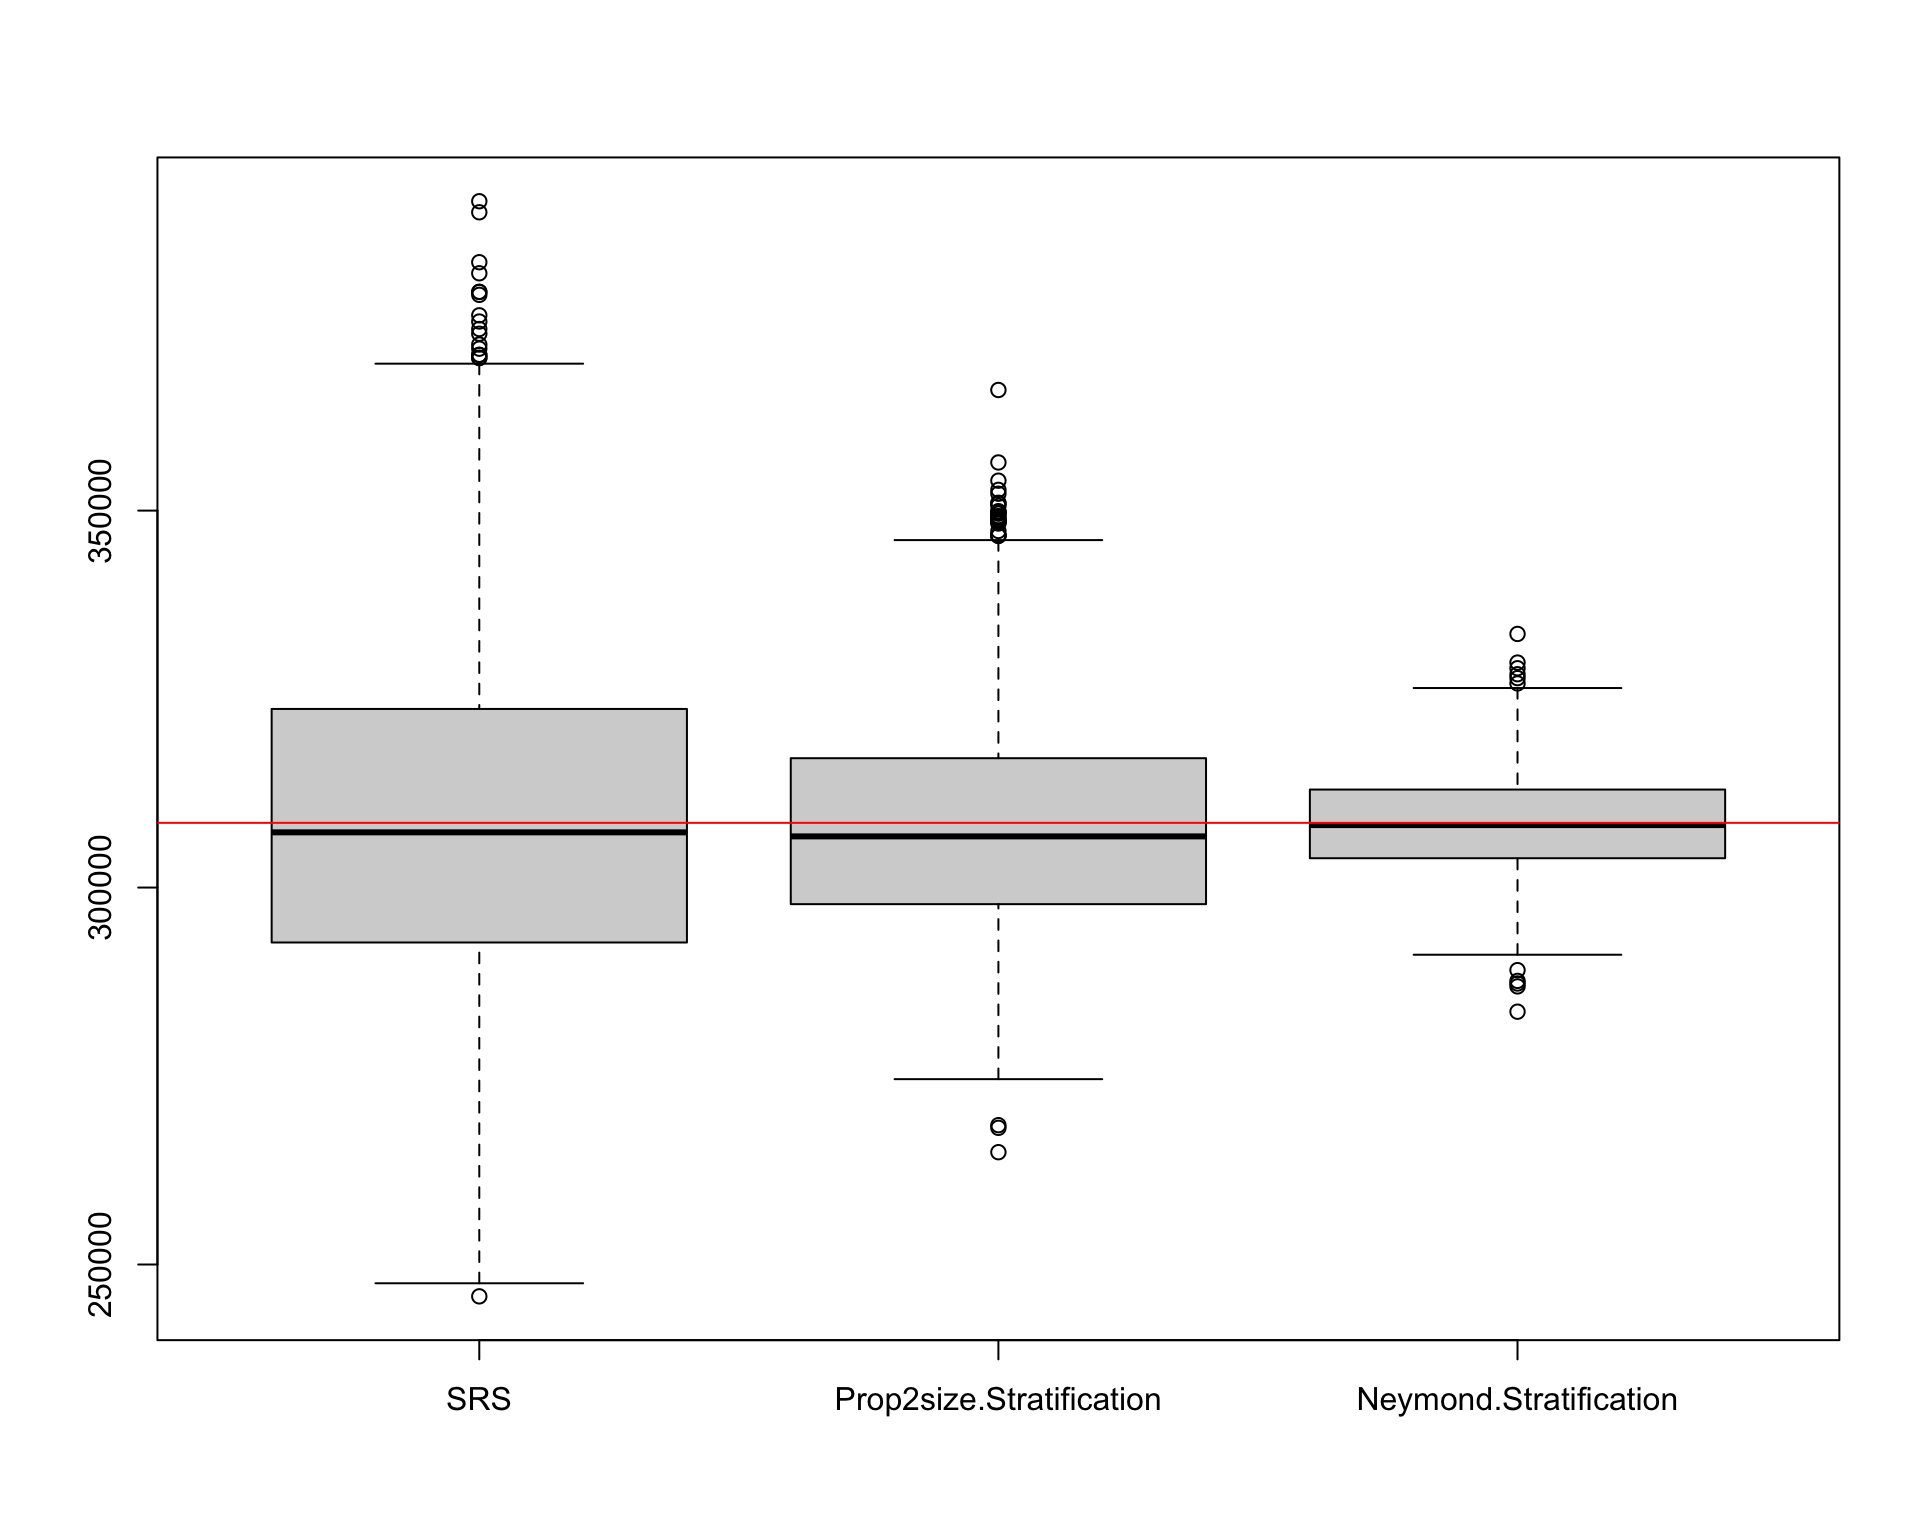 350000
300000
250000
SRS
Prop2size.Stratification
Neymond.Stratification